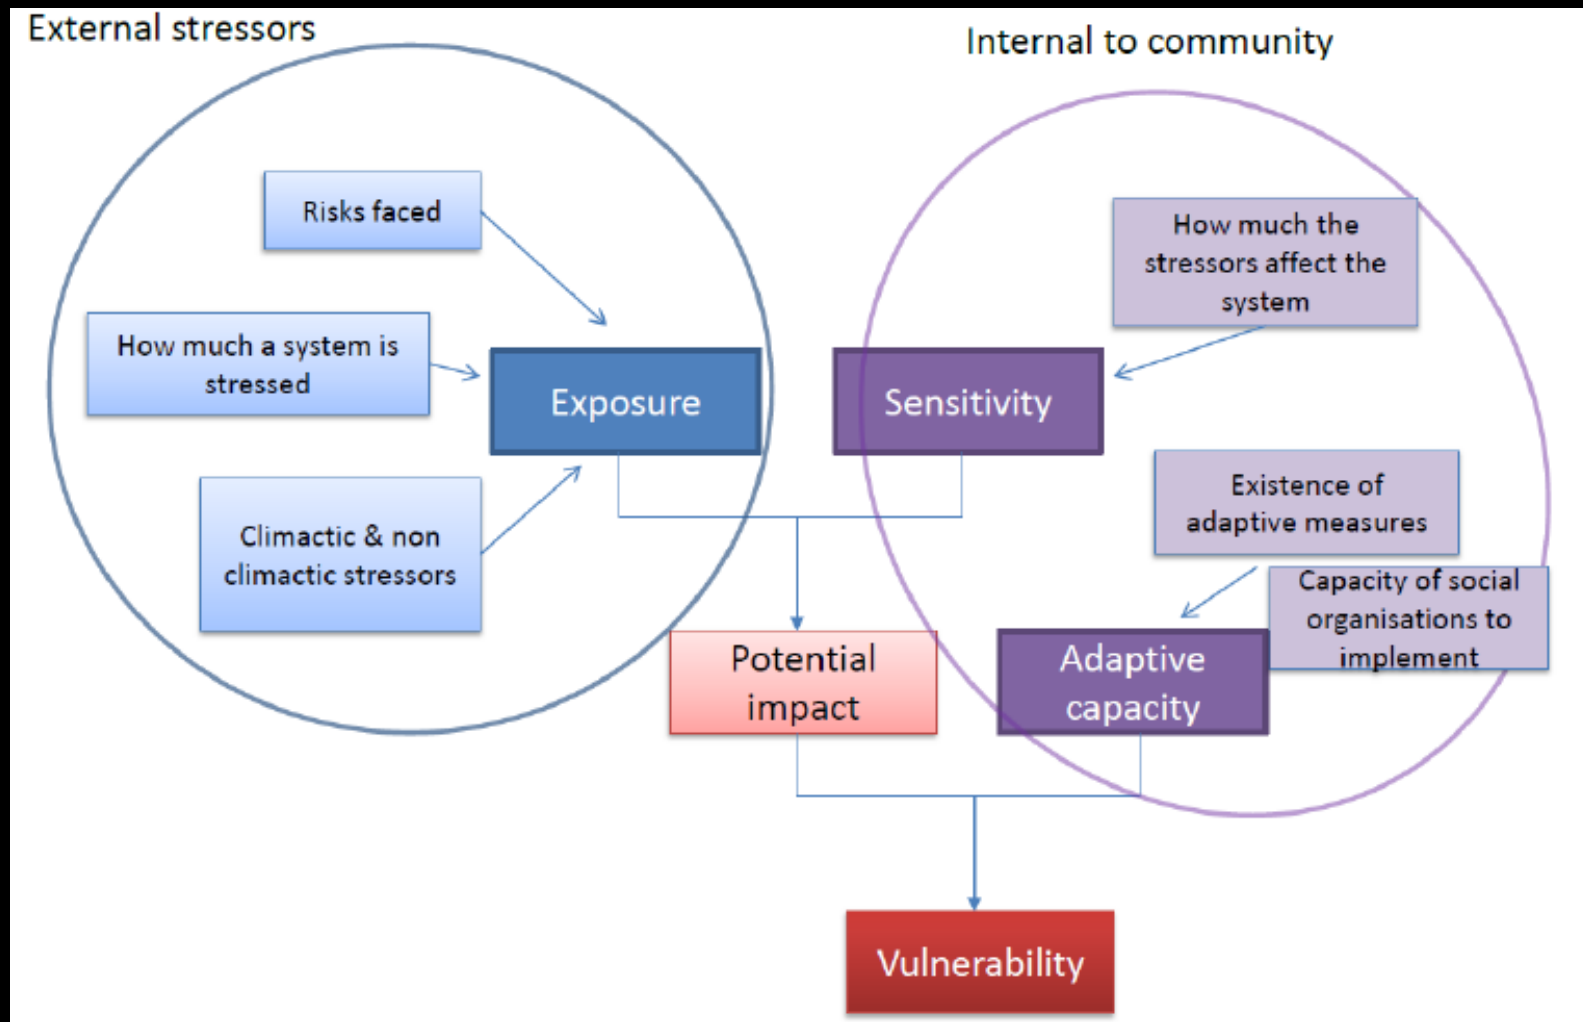 External stressors
Internal to community
Risks faced
How much the
stressors affect the
system
How much a system is
stressed
Exposure
Sensitivity
Existence of
adaptive measures
Climactic & non
climactic stressors
Capacity of social
organisations to
implement
Potential
impact
Adaptive
capacity
Vulnerability